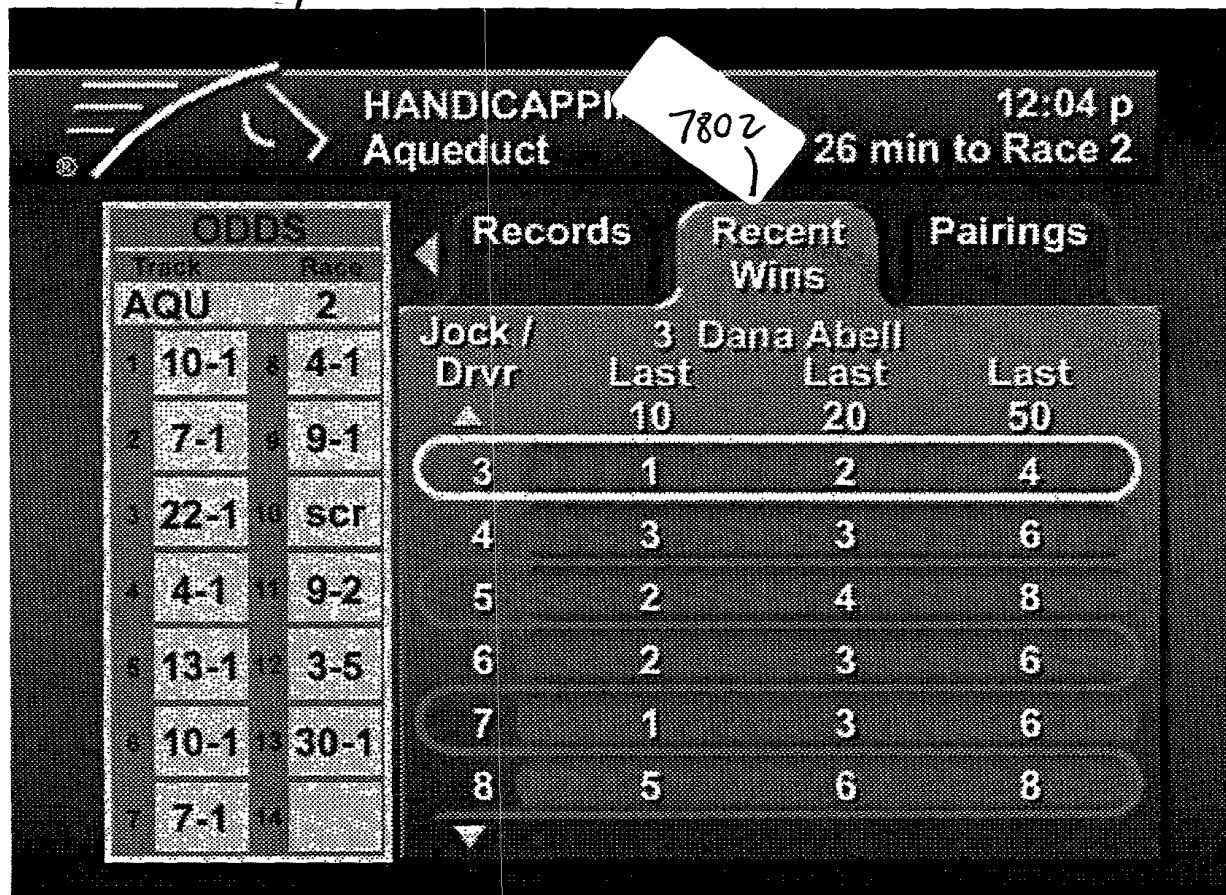 HANDICAPPI
Aqueduct
12:04 p
26 min to Race 2
7802
®
ODDS
Track Race
AQU 2
1 10-1 8 4-1
2 7-1 9 9-1
3 22-1 10 scr
4 4-1 11 9-2
5 13-1 12 3-5
6 10-1 13 30-1
7 7-1 14
Records
Recent
Wins
Pairings
Jock / 3 Dana Abell
Drvr Last Last Last
10 20 50
3 1 2 4
4 3 3 6
5 2 4 8
6 2 3 6
7 1 3 6
8 5 6 8